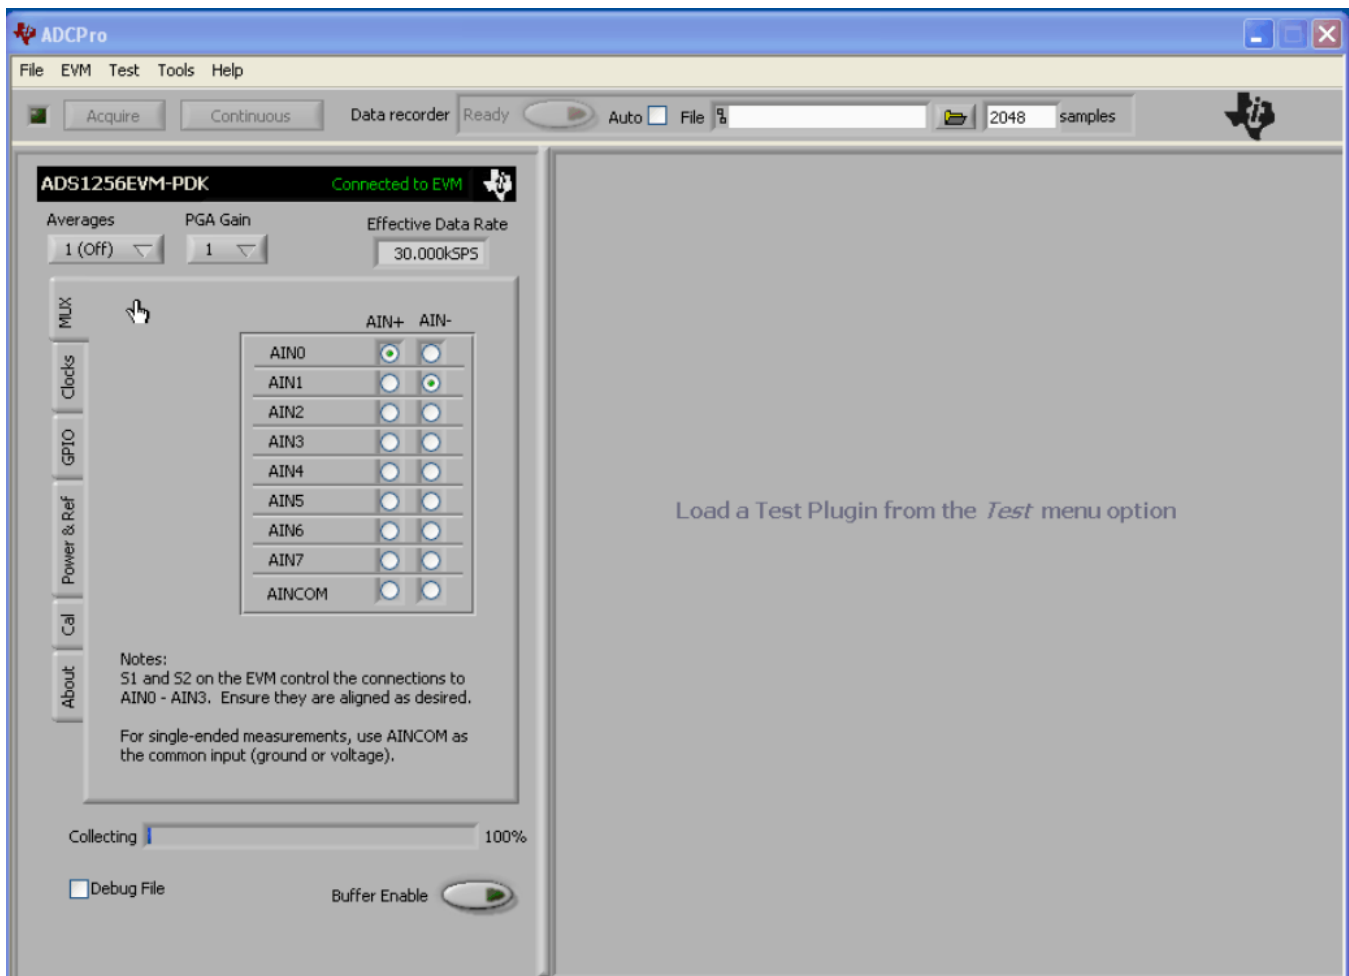 ADCPro
File EVM Test Tools Help
Acquire Continuous Data recorder Ready Auto File 2048 samples
ADS1256EVM-PDK Connected to EVM
Averages PGA Gain Effective Data Rate
1 (Off) 1 30.000kSPS
MUX
Clocks
GPIO
Power & Ref
Cal
About
AIN+ AIN-
AIN0
AIN1
AIN2
AIN3
AIN4
AIN5
AIN6
AIN7
AINCOM
Notes:
S1 and S2 on the EVM control the connections to
AIN0 - AIN3. Ensure they are aligned as desired.
For single-ended measurements, use AINCOM as
the common input (ground or voltage).
Collecting 100%
Debug File Buffer Enable
Load a Test Plugin from the Test menu option